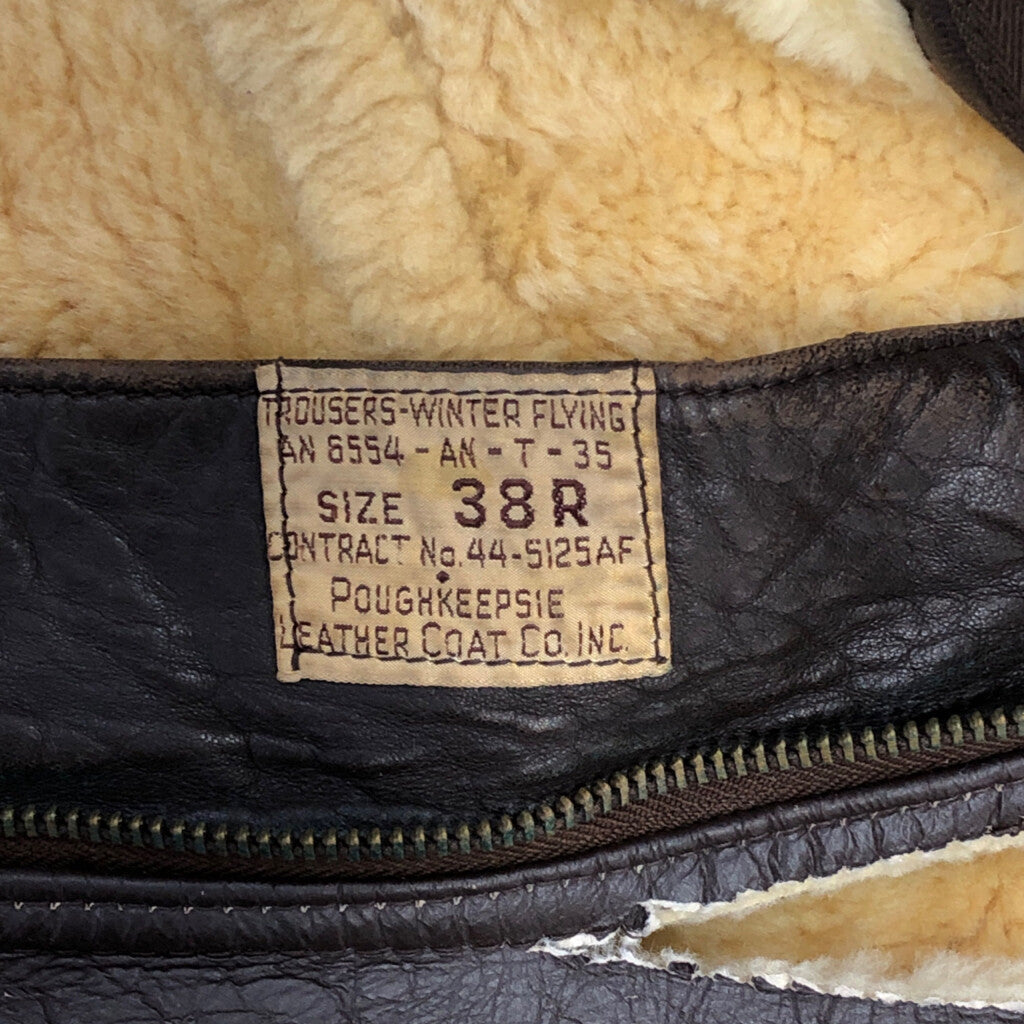 TROUSERS-WINTER FLYING
AN 6554 - AN - T - 35
SIZE 38R
CONTRACT No. 44-5125AF
POUGHKEEPSIE
LEATHER COAT CO. INC.